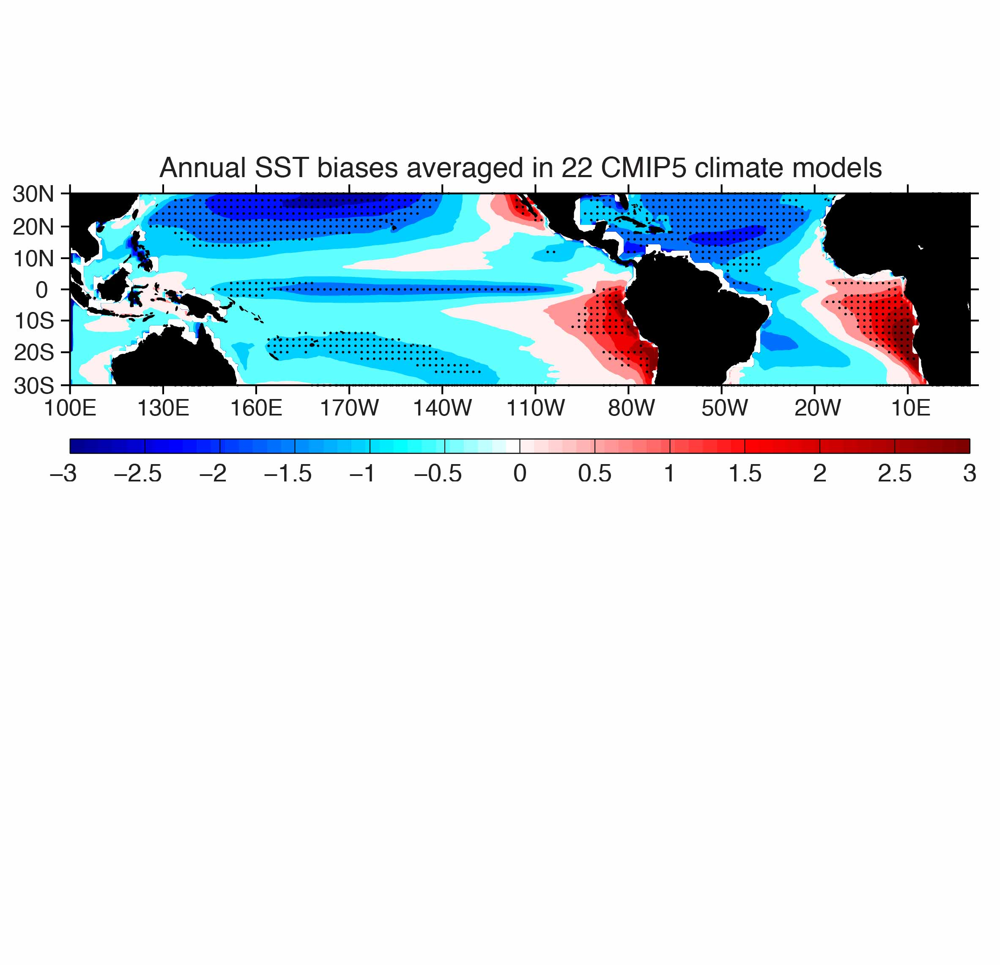 Annual SST biases averaged in 22 CMIP5 climate models
30N
20N
10N
0
10S
20S
30S
100E 130E 160E 170W 140W 110W 80W 50W 20W 10E
−3 −2.5 −2 −1.5 −1 −0.5 0 0.5 1 1.5 2 2.5 3